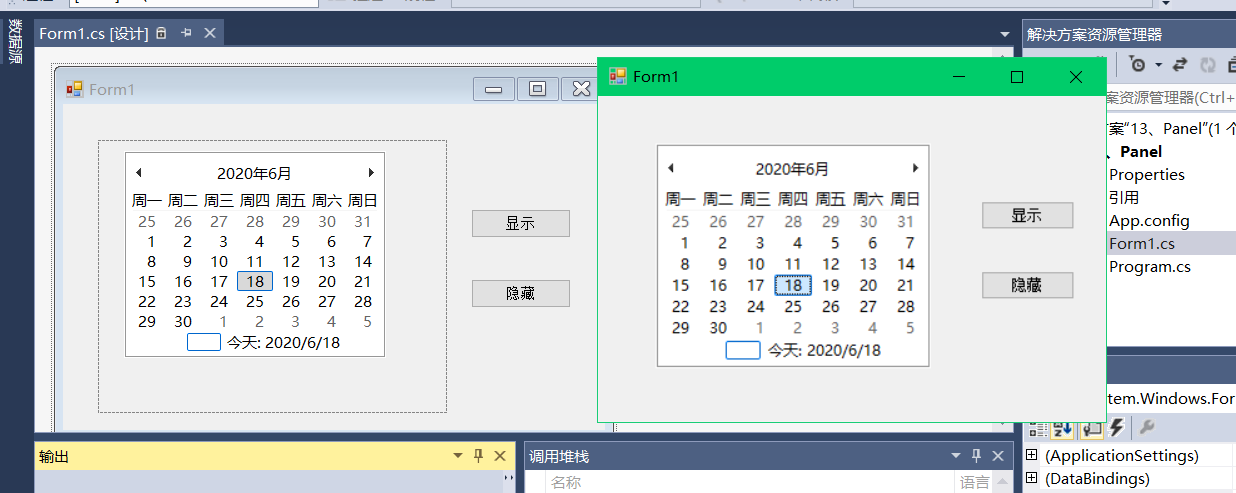 数据源
Form1.cs [设计]
Form1
2020年6月
周一 周二 周三 周四 周五 周六 周日
25 26 27 28 29 30 31
1 2 3 4 5 6 7
8 9 10 11 12 13 14
15 16 17 18 19 20 21
22 23 24 25 26 27 28
29 30 1 2 3 4 5
今天: 2020/6/18
显示
隐藏
Form1
2020年6月
周一 周二 周三 周四 周五 周六 周日
25 26 27 28 29 30 31
1 2 3 4 5 6 7
8 9 10 11 12 13 14
15 16 17 18 19 20 21
22 23 24 25 26 27 28
29 30 1 2 3 4 5
今天: 2020/6/18
显示
隐藏
解决方案资源管理器
案资源管理器(Ctrl+
案"13、Panel"(1 个
、Panel
Properties
引用
App.config
Form1.cs
Program.cs
tem.Windows.For
(ApplicationSettings)
(DataBindings)
输出
调用堆栈
名称 语言